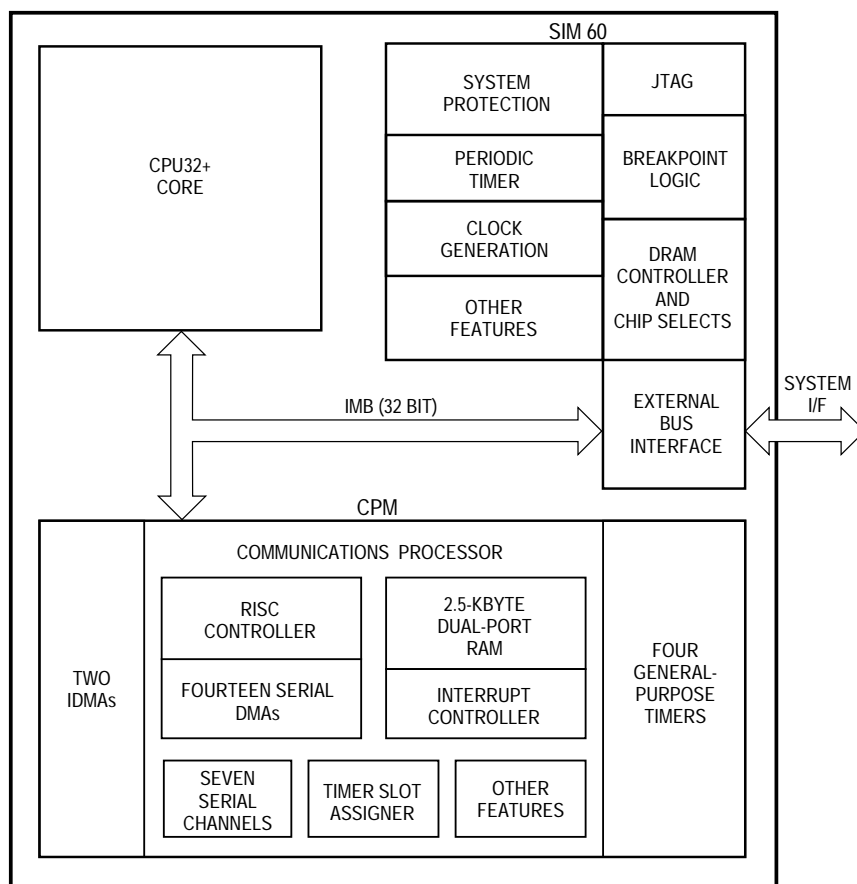 SIM 60
CPU32+
CORE
SYSTEM
PROTECTION
PERIODIC
TIMER
CLOCK
GENERATION
OTHER
FEATURES
JTAG
BREAKPOINT
LOGIC
DRAM
CONTROLLER
AND
CHIP SELECTS
EXTERNAL
BUS
INTERFACE
SYSTEM
I/F
IMB (32 BIT)
CPM
TWO
IDMAs
COMMUNICATIONS PROCESSOR
RISC
CONTROLLER
FOURTEEN SERIAL
DMAs
2.5-KBYTE
DUAL-PORT
RAM
INTERRUPT
CONTROLLER
SEVEN
SERIAL
CHANNELS
TIMER SLOT
ASSIGNER
OTHER
FEATURES
FOUR
GENERAL-
PURPOSE
TIMERS